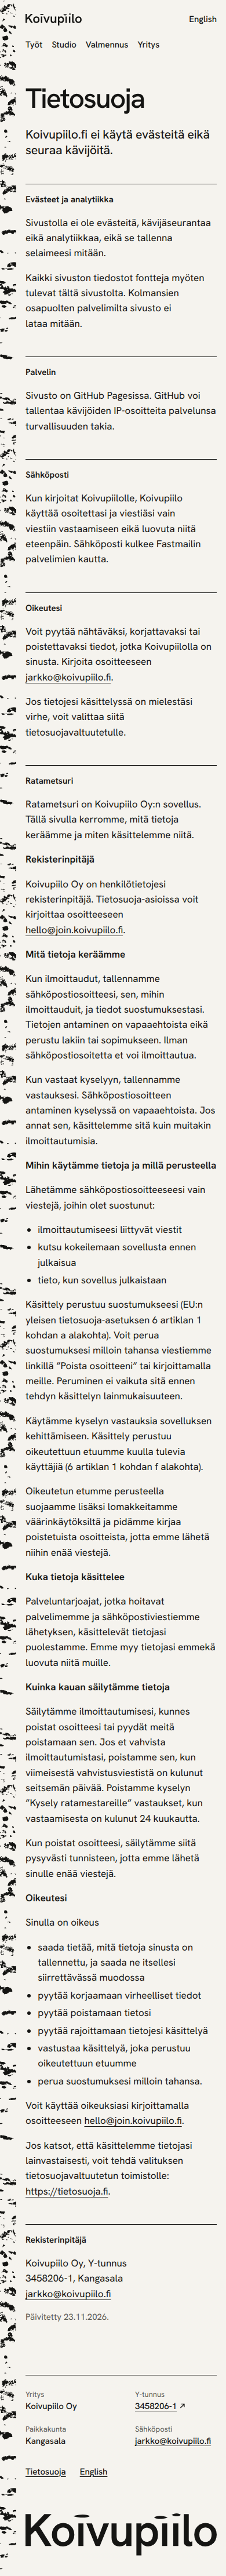 Koivupiilo
English
Työt Studio Valmennus Yritys
Tietosuoja
Koivupiilo.fi ei käytä evästeitä eikä
seuraa kävijöitä.
Evästeet ja analytiikka
Sivustolla ei ole evästeitä, kävijäseurantaa
eikä analytiikkaa, eikä se tallenna
selaimeesi mitään.
Kaikki sivuston tiedostot fontteja myöten
tulevat tältä sivustolta. Kolmansien
osapuolten palvelimilta sivusto ei
lataa mitään.
Palvelin
Sivusto on GitHub Pagesissa. GitHub voi
tallentaa kävijöiden IP-osoitteita palvelunsa
turvallisuuden takia.
Sähköposti
Kun kirjoitat Koivupiilolle, Koivupiilo
käyttää osoitettasi ja viestiäsi vain
viestiin vastaamiseen eikä luovuta niitä
eteenpäin. Sähköposti kulkee Fastmailin
palvelimien kautta.
Oikeutesi
Voit pyytää nähtäväksi, korjattavaksi tai
poistettavaksi tiedot, jotka Koivupiilolla on
sinusta. Kirjoita osoitteeseen
jarkko@koivupiilo.fi.
Jos tietojesi käsittelyssä on mielestäsi
virhe, voit valittaa siitä
tietosuojavaltuutetulle.
Ratametsuri
Ratametsuri on Koivupiilo Oy:n sovellus.
Tällä sivulla kerromme, mitä tietoja
keräämme ja miten käsittelemme niitä.
Rekisterinpitäjä
Koivupiilo Oy on henkilötietojesi
rekisterinpitäjä. Tietosuoja-asioissa voit
kirjoittaa osoitteeseen
hello@join.koivupiilo.fi.
Mitä tietoja keräämme
Kun ilmoittaudut, tallennamme
sähköpostiosoitteesi, sen, mihin
ilmoittauduit, ja tiedot suostumuksestasi.
Tietojen antaminen on vapaaehtoista eikä
perustu lakiin tai sopimukseen. Ilman
sähköpostiosoitetta et voi ilmoittautua.
Kun vastaat kyselyyn, tallennamme
vastauksesi. Sähköpostiosoitteen
antaminen kyselyssä on vapaaehtoista. Jos
annat sen, käsittelemme sitä kuin muitakin
ilmoittautumisia.
Mihin käytämme tietoja ja millä perusteella
Lähetämme sähköpostiosoitteeseesi vain
viestejä, joihin olet suostunut:
• ilmoittautumiseesi liittyvät viestit
• kutsu kokeilemaan sovellusta ennen
julkaisua
• tieto, kun sovellus julkaistaan
Käsittely perustuu suostumukseesi (EU:n
yleisen tietosuoja-asetuksen 6 artiklan 1
kohdan a alakohta). Voit perua
suostumuksesi milloin tahansa viestiemme
linkillä ”Poista osoitteeni” tai kirjoittamalla
meille. Peruminen ei vaikuta sitä ennen
tehdyn käsittelyn lainmukaisuuteen.
Käytämme kyselyn vastauksia sovelluksen
kehittämiseen. Käsittely perustuu
oikeutettuun etuumme kuulla tulevia
käyttäjiä (6 artiklan 1 kohdan f alakohta).
Oikeutetun etumme perusteella
suojaamme lisäksi lomakkeitamme
väärinkäytöksiltä ja pidämme kirjaa
poistetuista osoitteista, jotta emme lähetä
niihin enää viestejä.
Kuka tietoja käsittelee
Palveluntarjoajat, jotka hoitavat
palvelimemme ja sähköpostiviestiemme
lähetyksen, käsittelevät tietojasi
puolestamme. Emme myy tietojasi emmekä
luovuta niitä muille.
Kuinka kauan säilytämme tietoja
Säilytämme ilmoittautumisesi, kunnes
poistat osoitteesi tai pyydät meitä
poistamaan sen. Jos et vahvista
ilmoittautumistasi, poistamme sen, kun
viimeisestä vahvistusviestistä on kulunut
seitsemän päivää. Poistamme kyselyn
”Kysely ratamestareille” vastaukset, kun
vastaamisesta on kulunut 24 kuukautta.
Kun poistat osoitteesi, säilytämme siitä
pysyvästi tunnisteen, jotta emme lähetä
sinulle enää viestejä.
Oikeutesi
Sinulla on oikeus
• saada tietää, mitä tietoja sinusta on
tallennettu, ja saada ne itsellesi
siirrettävässä muodossa
• pyytää korjaamaan virheelliset tiedot
• pyytää poistamaan tietosi
• pyytää rajoittamaan tietojesi käsittelyä
• vastustaa käsittelyä, joka perustuu
oikeutettuun etuumme
• perua suostumuksesi milloin tahansa.
Voit käyttää oikeuksiasi kirjoittamalla
osoitteeseen hello@join.koivupiilo.fi.
Jos katsot, että käsittelemme tietojasi
lainvastaisesti, voit tehdä valituksen
tietosuojavaltuutetun toimistolle:
https://tietosuoja.fi.
Rekisterinpitäjä
Koivupiilo Oy, Y-tunnus
3458206-1, Kangasala
jarkko@koivupiilo.fi
Päivitetty 23.11.2026.
Yritys
Koivupiilo Oy
Y-tunnus
3458206-1 ↗
Paikkakunta
Kangasala
Sähköposti
jarkko@koivupiilo.fi
Tietosuoja English
Koivupiilo